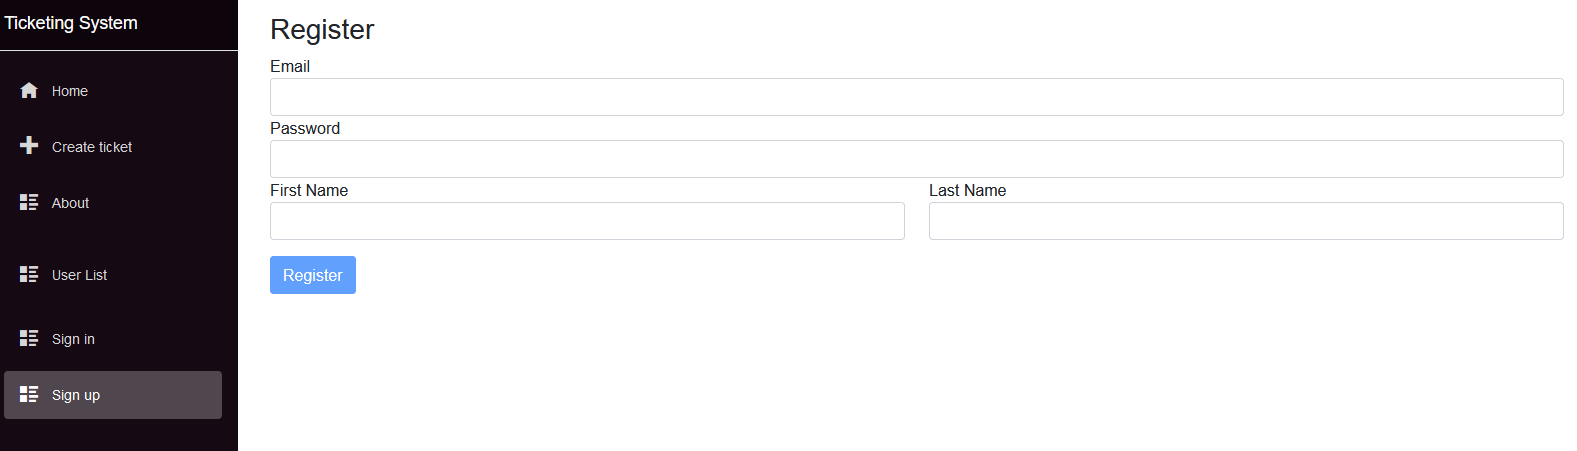 Ticketing System
Home
Create ticket
About
User List
Sign in
Sign up
Register
Email
Password
First Name
Last Name
Register